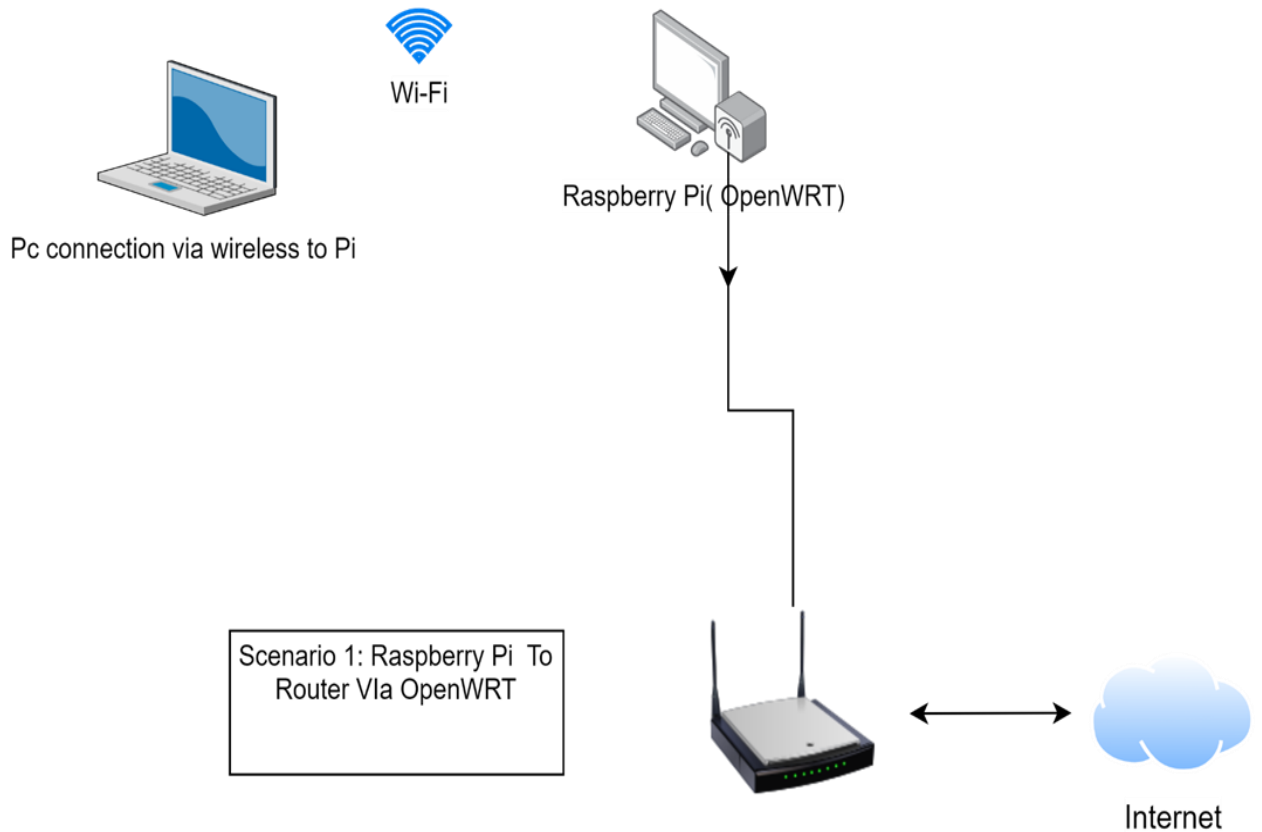 Wi-Fi
Raspberry Pi( OpenWRT)
Pc connection via wireless to Pi
Scenario 1: Raspberry Pi To
Router VIa OpenWRT
Internet